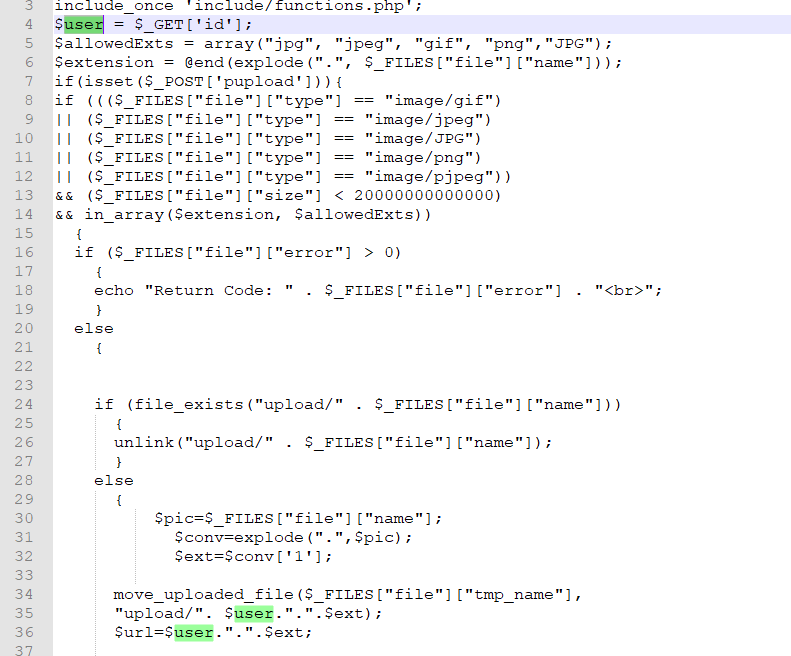 3 include_once 'include/functions.php';
4 $user = $_GET['id'];
5 $allowedExts = array("jpg", "jpeg", "gif", "png","JPG");
6 $extension = @end(explode(".", $_FILES["file"]["name"]));
7 if(isset($_POST['pupload'])){
8 if ((($_FILES["file"]["type"] == "image/gif")
9 || ($_FILES["file"]["type"] == "image/jpeg")
10 || ($_FILES["file"]["type"] == "image/JPG")
11 || ($_FILES["file"]["type"] == "image/png")
12 || ($_FILES["file"]["type"] == "image/pjpeg"))
13 && ($_FILES["file"]["size"] < 20000000000000)
14 && in_array($extension, $allowedExts))
15 {
16 if ($_FILES["file"]["error"] > 0)
17 {
18 echo "Return Code: " . $_FILES["file"]["error"] . "<br>";
19 }
20 else
21 {
22
23
24 if (file_exists("upload/" . $_FILES["file"]["name"]))
25 {
26 unlink("upload/" . $_FILES["file"]["name"]);
27 }
28 else
29 {
30 $pic=$_FILES["file"]["name"];
31 $conv=explode(".",$pic);
32 $ext=$conv['1'];
33
34 move_uploaded_file($_FILES["file"]["tmp_name"],
35 "upload/". $user.".".$ext);
36 $url=$user.".".$ext;
37